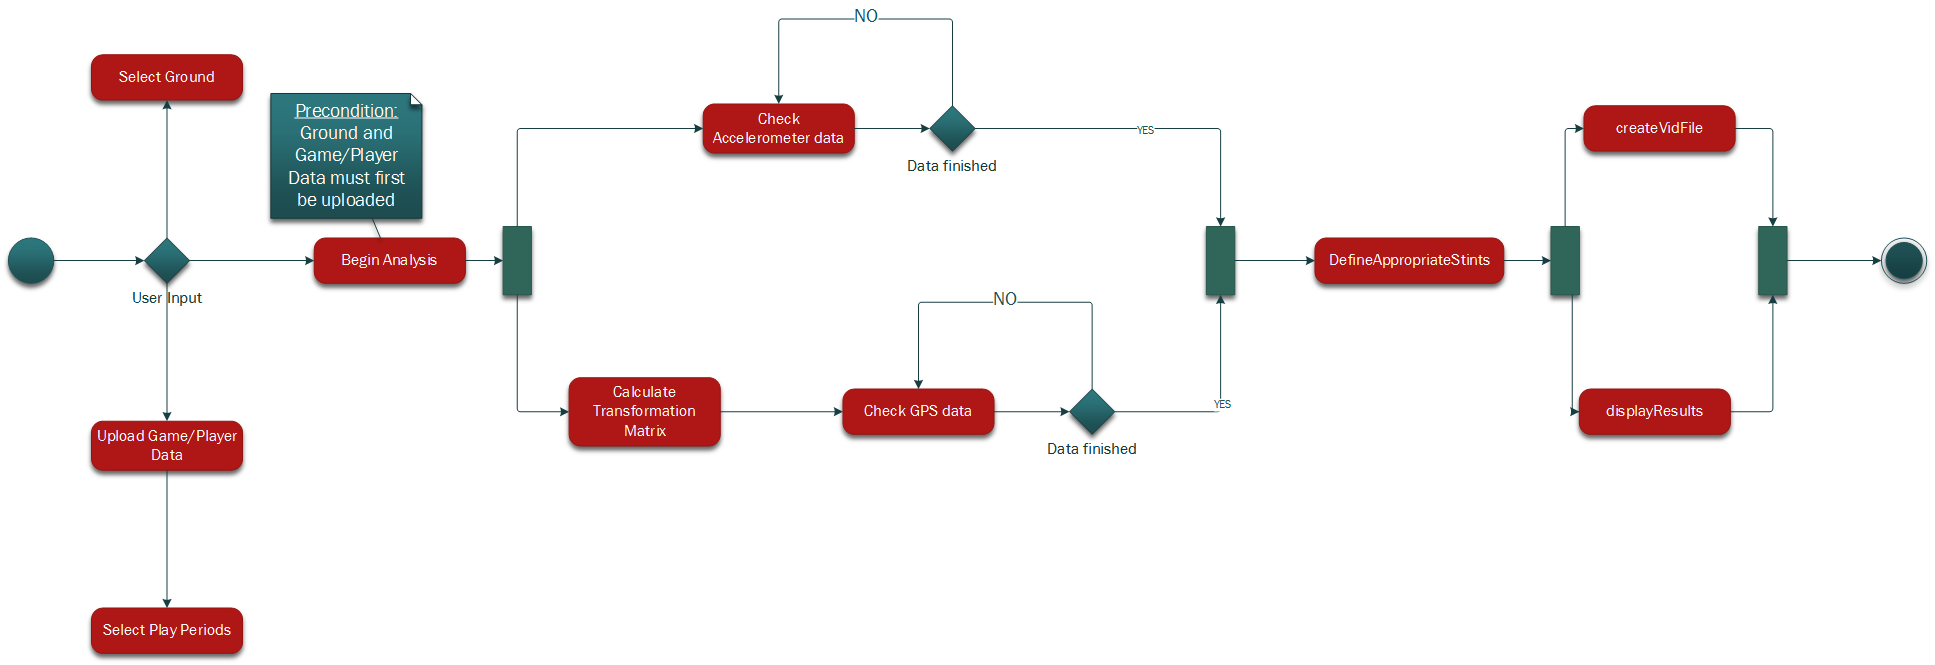 NO
Select Ground
Precondition:
Ground and
Game/Player
Data must first
be uploaded
Check
Accelerometer data
YES
createVidFile
Data finished
Begin Analysis
DefineAppropriateStints
User Input
NO
Calculate
Transformation
Matrix
Check GPS data
YES
displayResults
Upload Game/Player
Data
Data finished
Select Play Periods